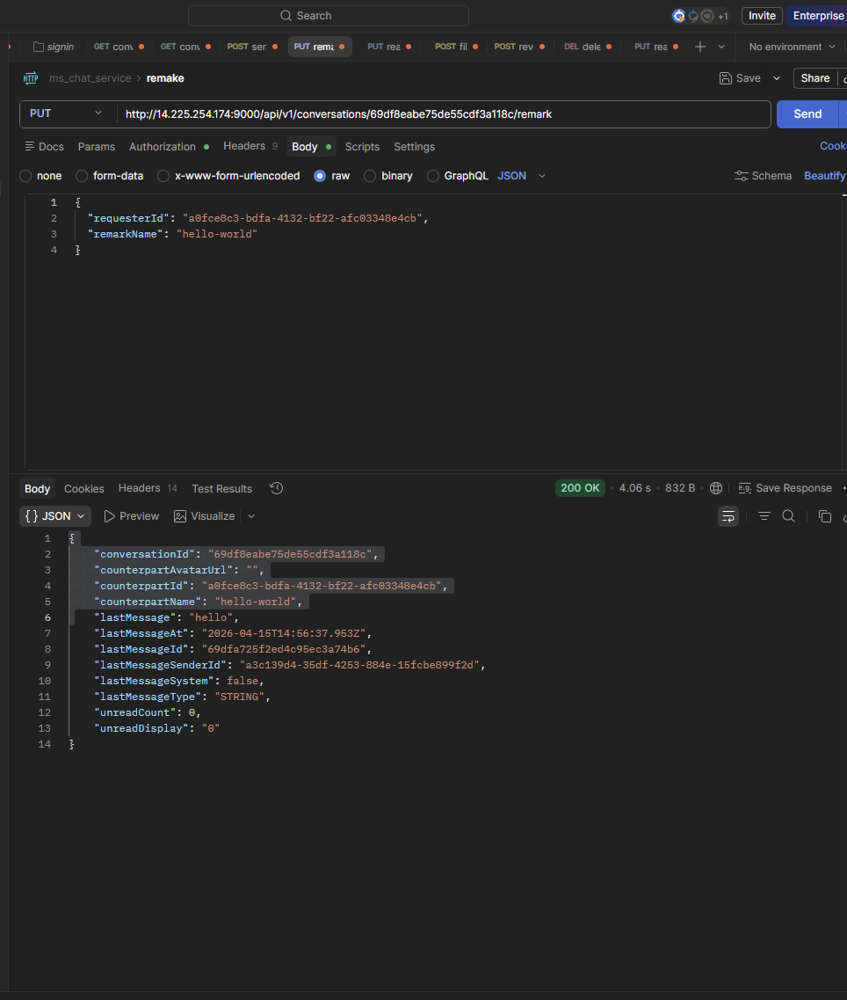 Search
+1
Invite
Enterprise
signin
GET conv
GET conv
POST ser.
PUT rema
PUT rea
POST fil
POST rev
DEL dele
PUT rea
No environment
HTTP
ms_chat_service > remake
Save
Share
PUT
http://14.225.254.174:9000/api/v1/conversations/69df8eabe75de55cdf3a118c/remark
Send
Docs
Params
Authorization
Headers 9
Body
Scripts
Settings
Cook
none
form-data
x-www-form-urlencoded
raw
binary
GraphQL
JSON
Schema
Beautify
1 {
2 "requesterId": "a0fce8c3-bdfa-4132-bf22-afc03348e4cb",
3 "remarkName": "hello-world"
4 }
Body
Cookies
Headers 14
Test Results
200 OK • 4.06 s • 832 B
e.g. Save Response
{} JSON
Preview
Visualize
1 {
2 "conversationId": "69df8eabe75de55cdf3a118c",
3 "counterpartAvatarUrl": "",
4 "counterpartId": "a0fce8c3-bdfa-4132-bf22-afc03348e4cb",
5 "counterpartName": "hello-world",
6 "lastMessage": "hello",
7 "lastMessageAt": "2026-04-15T14:56:37.953Z",
8 "lastMessageId": "69dfa725f2ed4c95ec3a74b6",
9 "lastMessageSenderId": "a3c139d4-35df-4253-884e-15fcbe899f2d",
10 "lastMessageSystem": false,
11 "lastMessageType": "STRING",
12 "unreadCount": 0,
13 "unreadDisplay": "0"
14 }